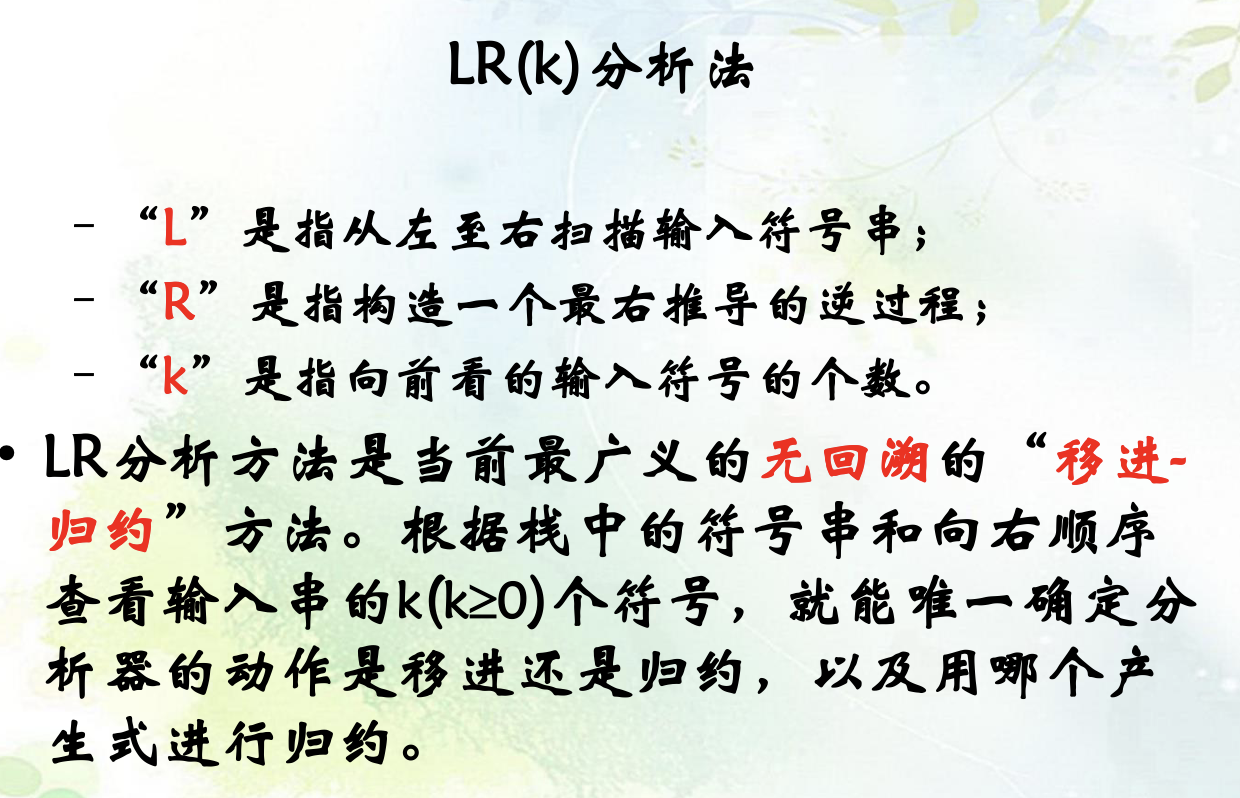 LR(k)分析法
– “L”是指从左至右扫描输入符号串；
– “R”是指构造一个最右推导的逆过程；
– “k”是指向前看的输入符号的个数。
• LR分析方法是当前最广义的无回溯的“移进-
归约”方法。根据栈中的符号串和向右顺序
查看输入串的k(k≥0)个符号，就能唯一确定分
析器的动作是移进还是归约，以及用哪个产
生式进行归约。